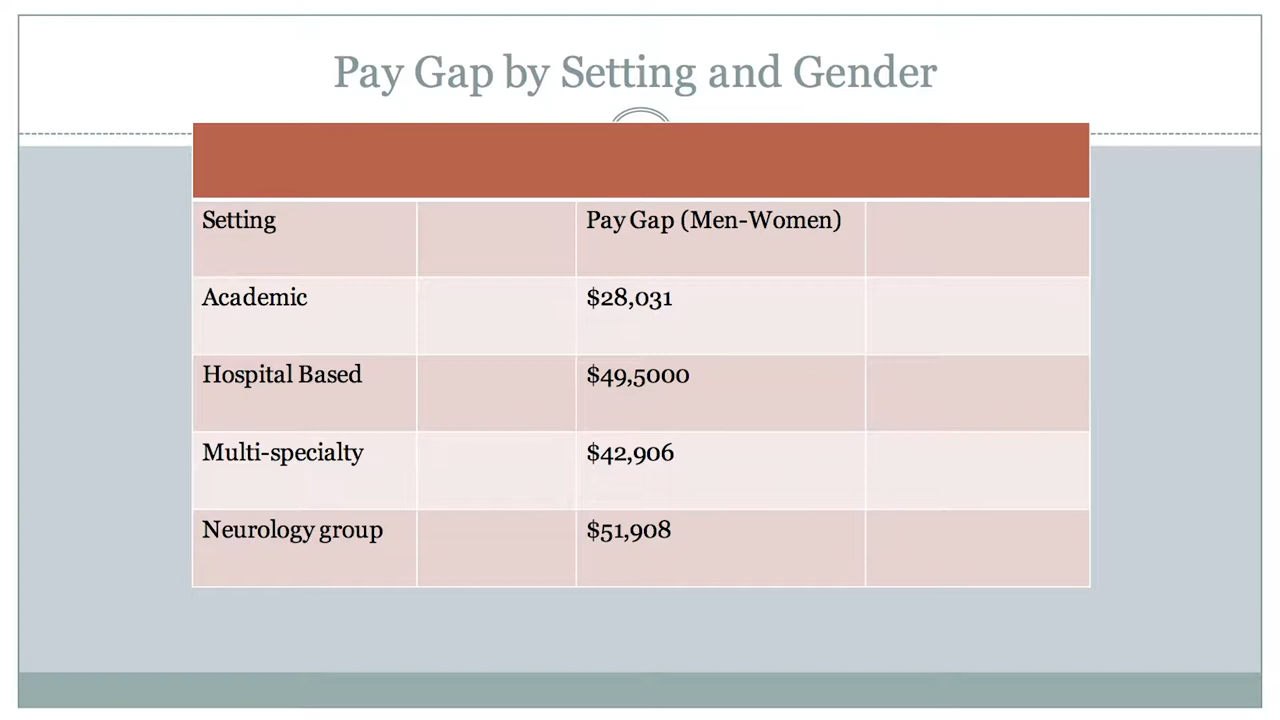 Pay Gap by Setting and Gender
Setting Pay Gap (Men-Women)
Academic $28,031
Hospital Based $49,5000
Multi-specialty $42,906
Neurology group $51,908